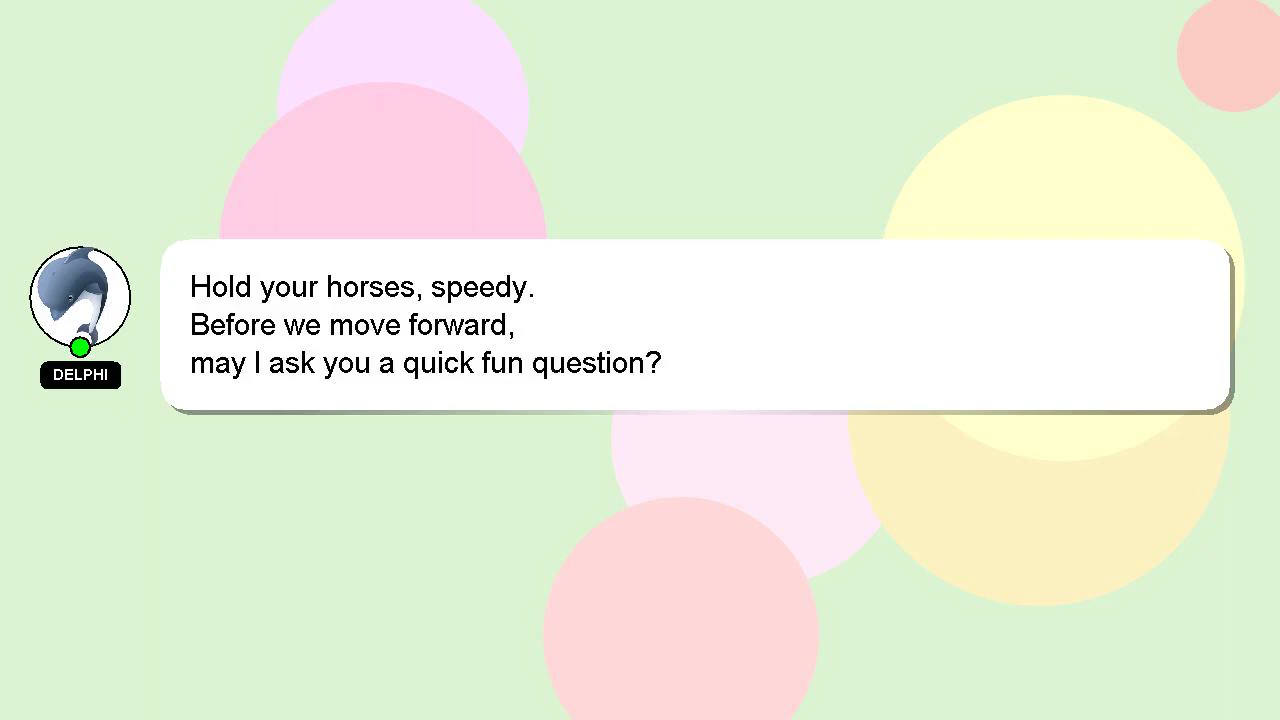 Hold your horses, speedy.
Before we move forward,
may I ask you a quick fun question?
DELPHI